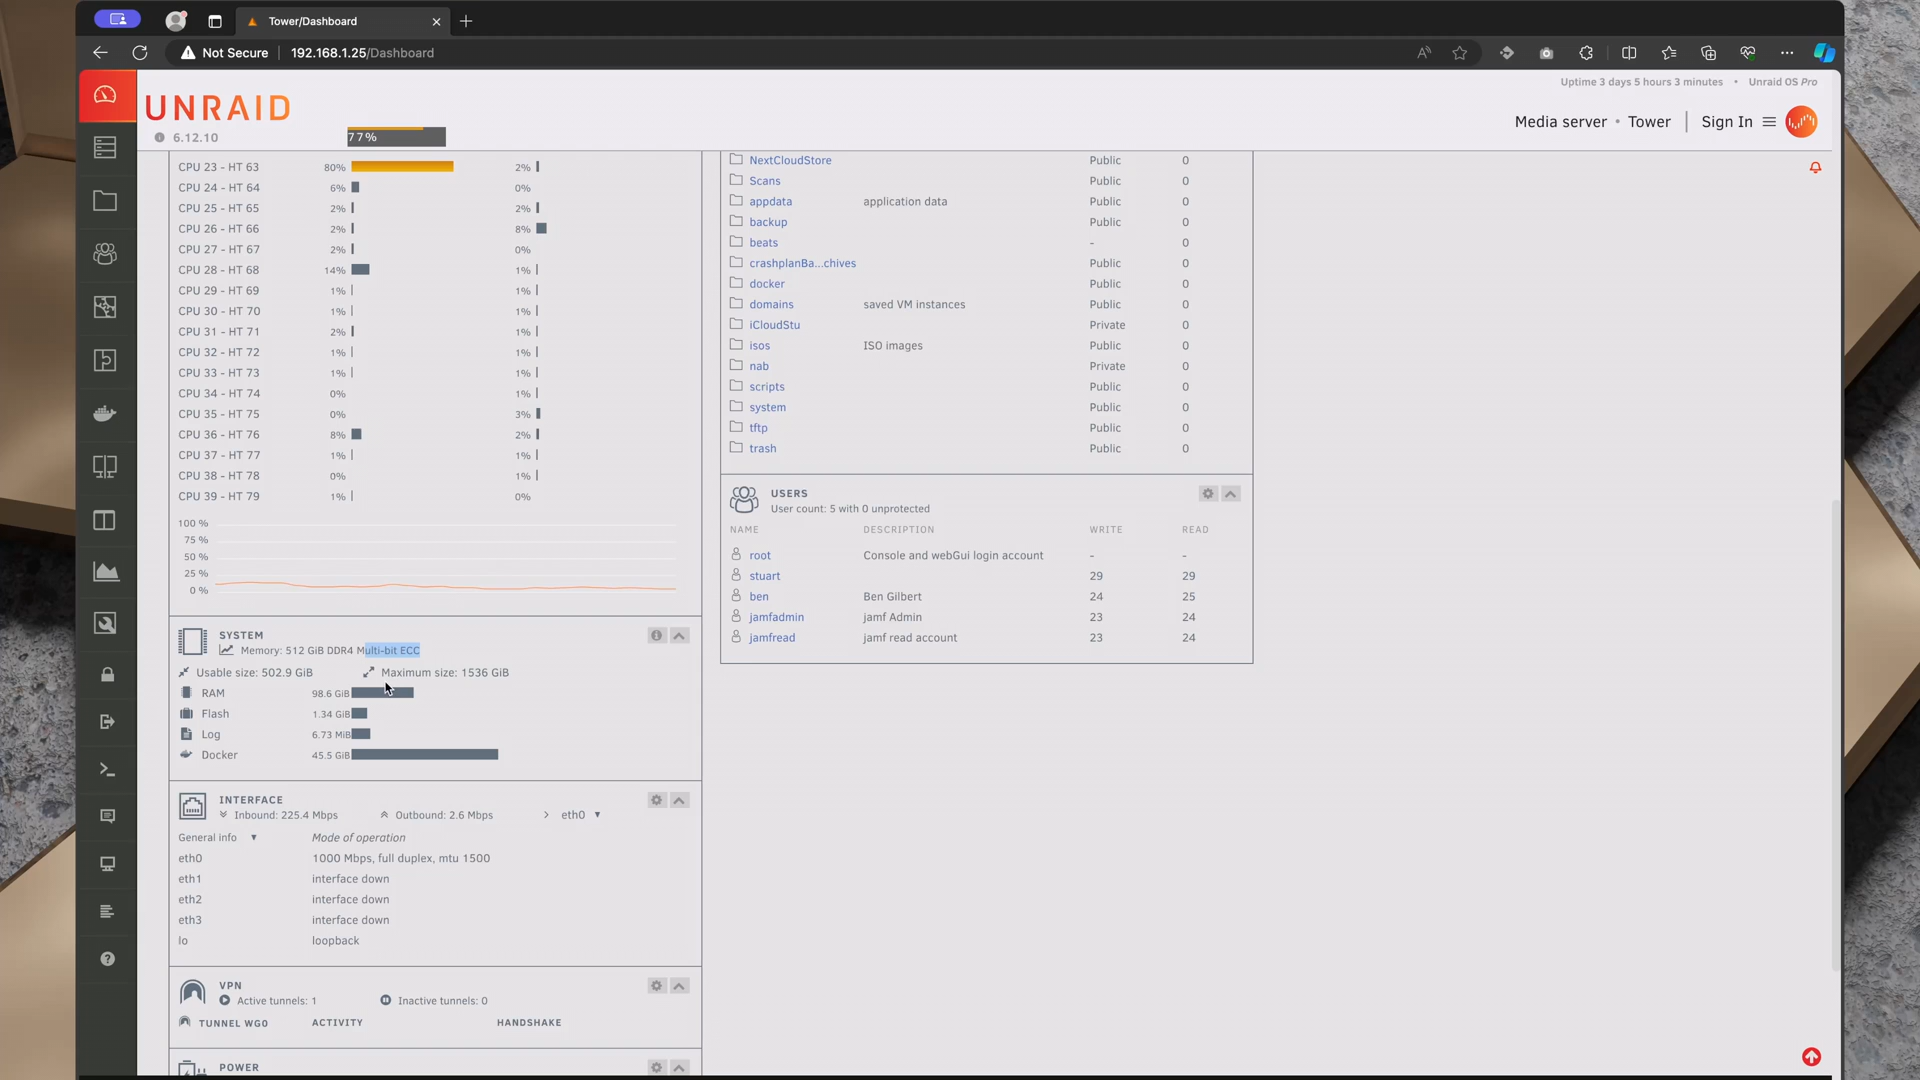 Tower/Dashboard
Not Secure 192.168.1.25/Dashboard
Uptime 3 days 5 hours 3 minutes • Unraid OS Pro
UNRAID
6.12.10
77%
Media server • Tower Sign In
CPU 23 - HT 63 80% 2%
CPU 24 - HT 64 6% 0%
CPU 25 - HT 65 2% 2%
CPU 26 - HT 66 2% 8%
CPU 27 - HT 67 2% 0%
CPU 28 - HT 68 14% 1%
CPU 29 - HT 69 1% 1%
CPU 30 - HT 70 1% 1%
CPU 31 - HT 71 2% 1%
CPU 32 - HT 72 1% 1%
CPU 33 - HT 73 1% 1%
CPU 34 - HT 74 0% 1%
CPU 35 - HT 75 0% 3%
CPU 36 - HT 76 8% 2%
CPU 37 - HT 77 1% 1%
CPU 38 - HT 78 0% 1%
CPU 39 - HT 79 1% 0%
100 %
75 %
50 %
25 %
0 %
SYSTEM
Memory: 512 GiB DDR4 Multi-bit ECC
Usable size: 502.9 GiB Maximum size: 1536 GiB
RAM 98.6 GiB
Flash 1.34 GiB
Log 6.73 MiB
Docker 45.5 GiB
INTERFACE
Inbound: 225.4 Mbps Outbound: 2.6 Mbps > eth0
General info Mode of operation
eth0 1000 Mbps, full duplex, mtu 1500
eth1 interface down
eth2 interface down
eth3 interface down
lo loopback
VPN
Active tunnels: 1 Inactive tunnels: 0
TUNNEL WG0 ACTIVITY HANDSHAKE
POWER
NextCloudStore Public 0
Scans Public 0
appdata application data Public 0
backup Public 0
beats - 0
crashplanBa...chives Public 0
docker Public 0
domains saved VM instances Public 0
iCloudStu Private 0
isos ISO images Public 0
nab Private 0
scripts Public 0
system Public 0
tftp Public 0
trash Public 0
USERS
User count: 5 with 0 unprotected
NAME DESCRIPTION WRITE READ
root Console and webGui login account - -
stuart 29 29
ben Ben Gilbert 24 25
jamfadmin jamf Admin 23 24
jamfread jamf read account 23 24